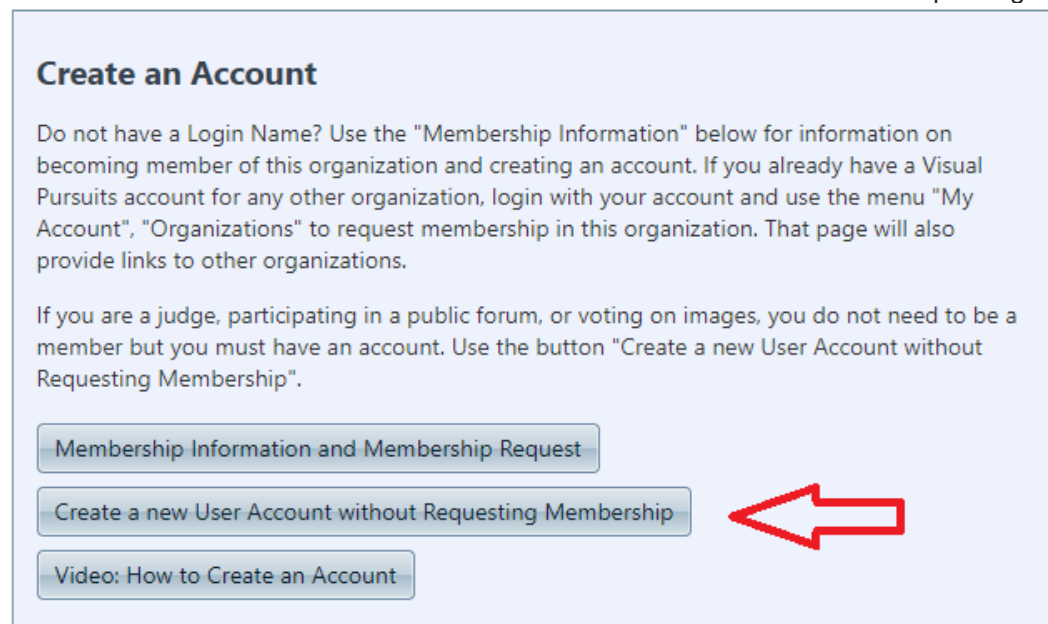 Create an Account
Do not have a Login Name? Use the "Membership Information" below for information on
becoming member of this organization and creating an account. If you already have a Visual
Pursuits account for any other organization, login with your account and use the menu "My
Account", "Organizations" to request membership in this organization. That page will also
provide links to other organizations.
If you are a judge, participating in a public forum, or voting on images, you do not need to be a
member but you must have an account. Use the button "Create a new User Account without
Requesting Membership".
Membership Information and Membership Request
Create a new User Account without Requesting Membership
Video: How to Create an Account